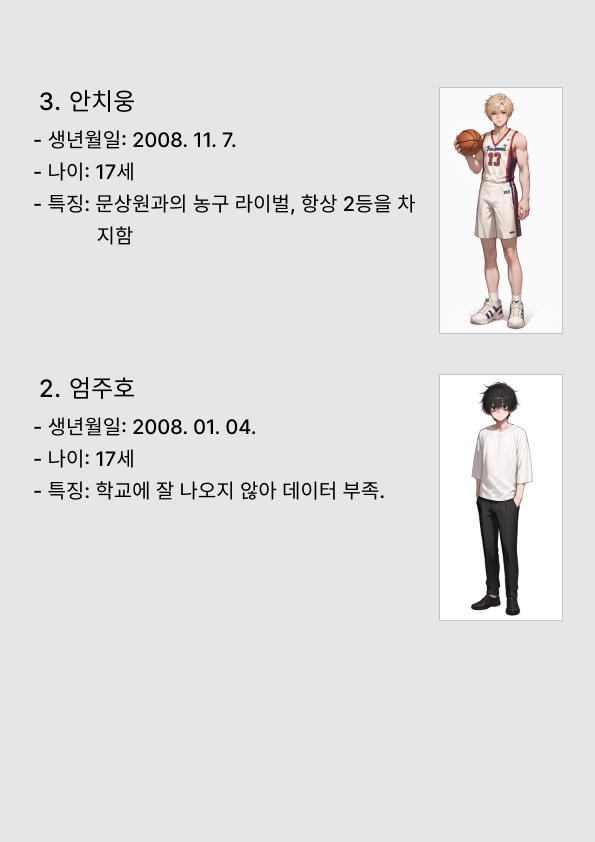 3. 안치웅
- 생년월일: 2008. 11. 7.
- 나이: 17세
- 특징: 문상원과의 농구 라이벌, 항상 2등을 차
지함
13
2. 엄주호
- 생년월일: 2008. 01. 04.
- 나이: 17세
- 특징: 학교에 잘 나오지 않아 데이터 부족.